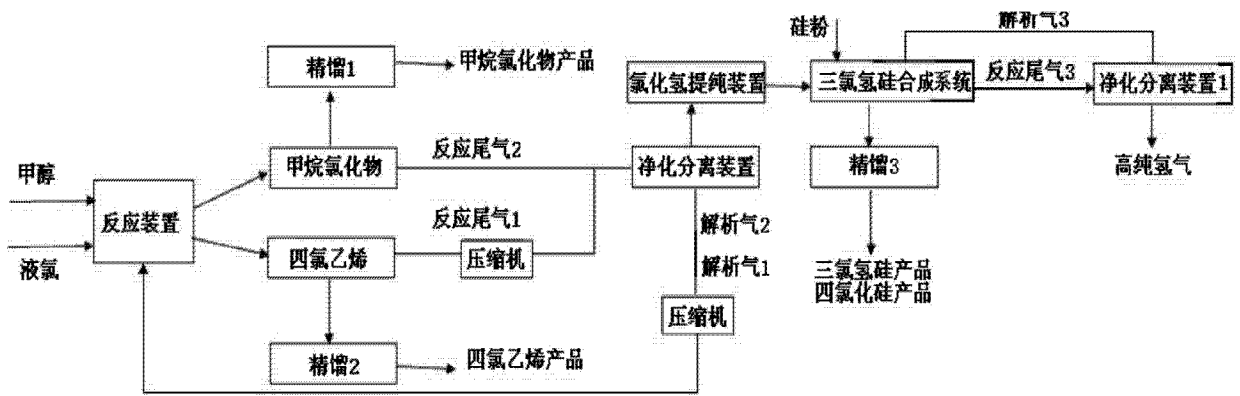 硅粉
解析气3
精馏1
甲烷氯化物产品
氯化氢提纯装置
三氯氢硅合成系统
反应尾气3
净化分离装置1
甲醇
液氯
反应装置
甲烷氯化物
反应尾气2
净化分离装置
精馏3
高纯氢气
反应尾气1
四氯乙烯
压缩机
解析气2
解析气1
三氯氢硅产品
四氯化硅产品
压缩机
精馏2
四氯乙烯产品